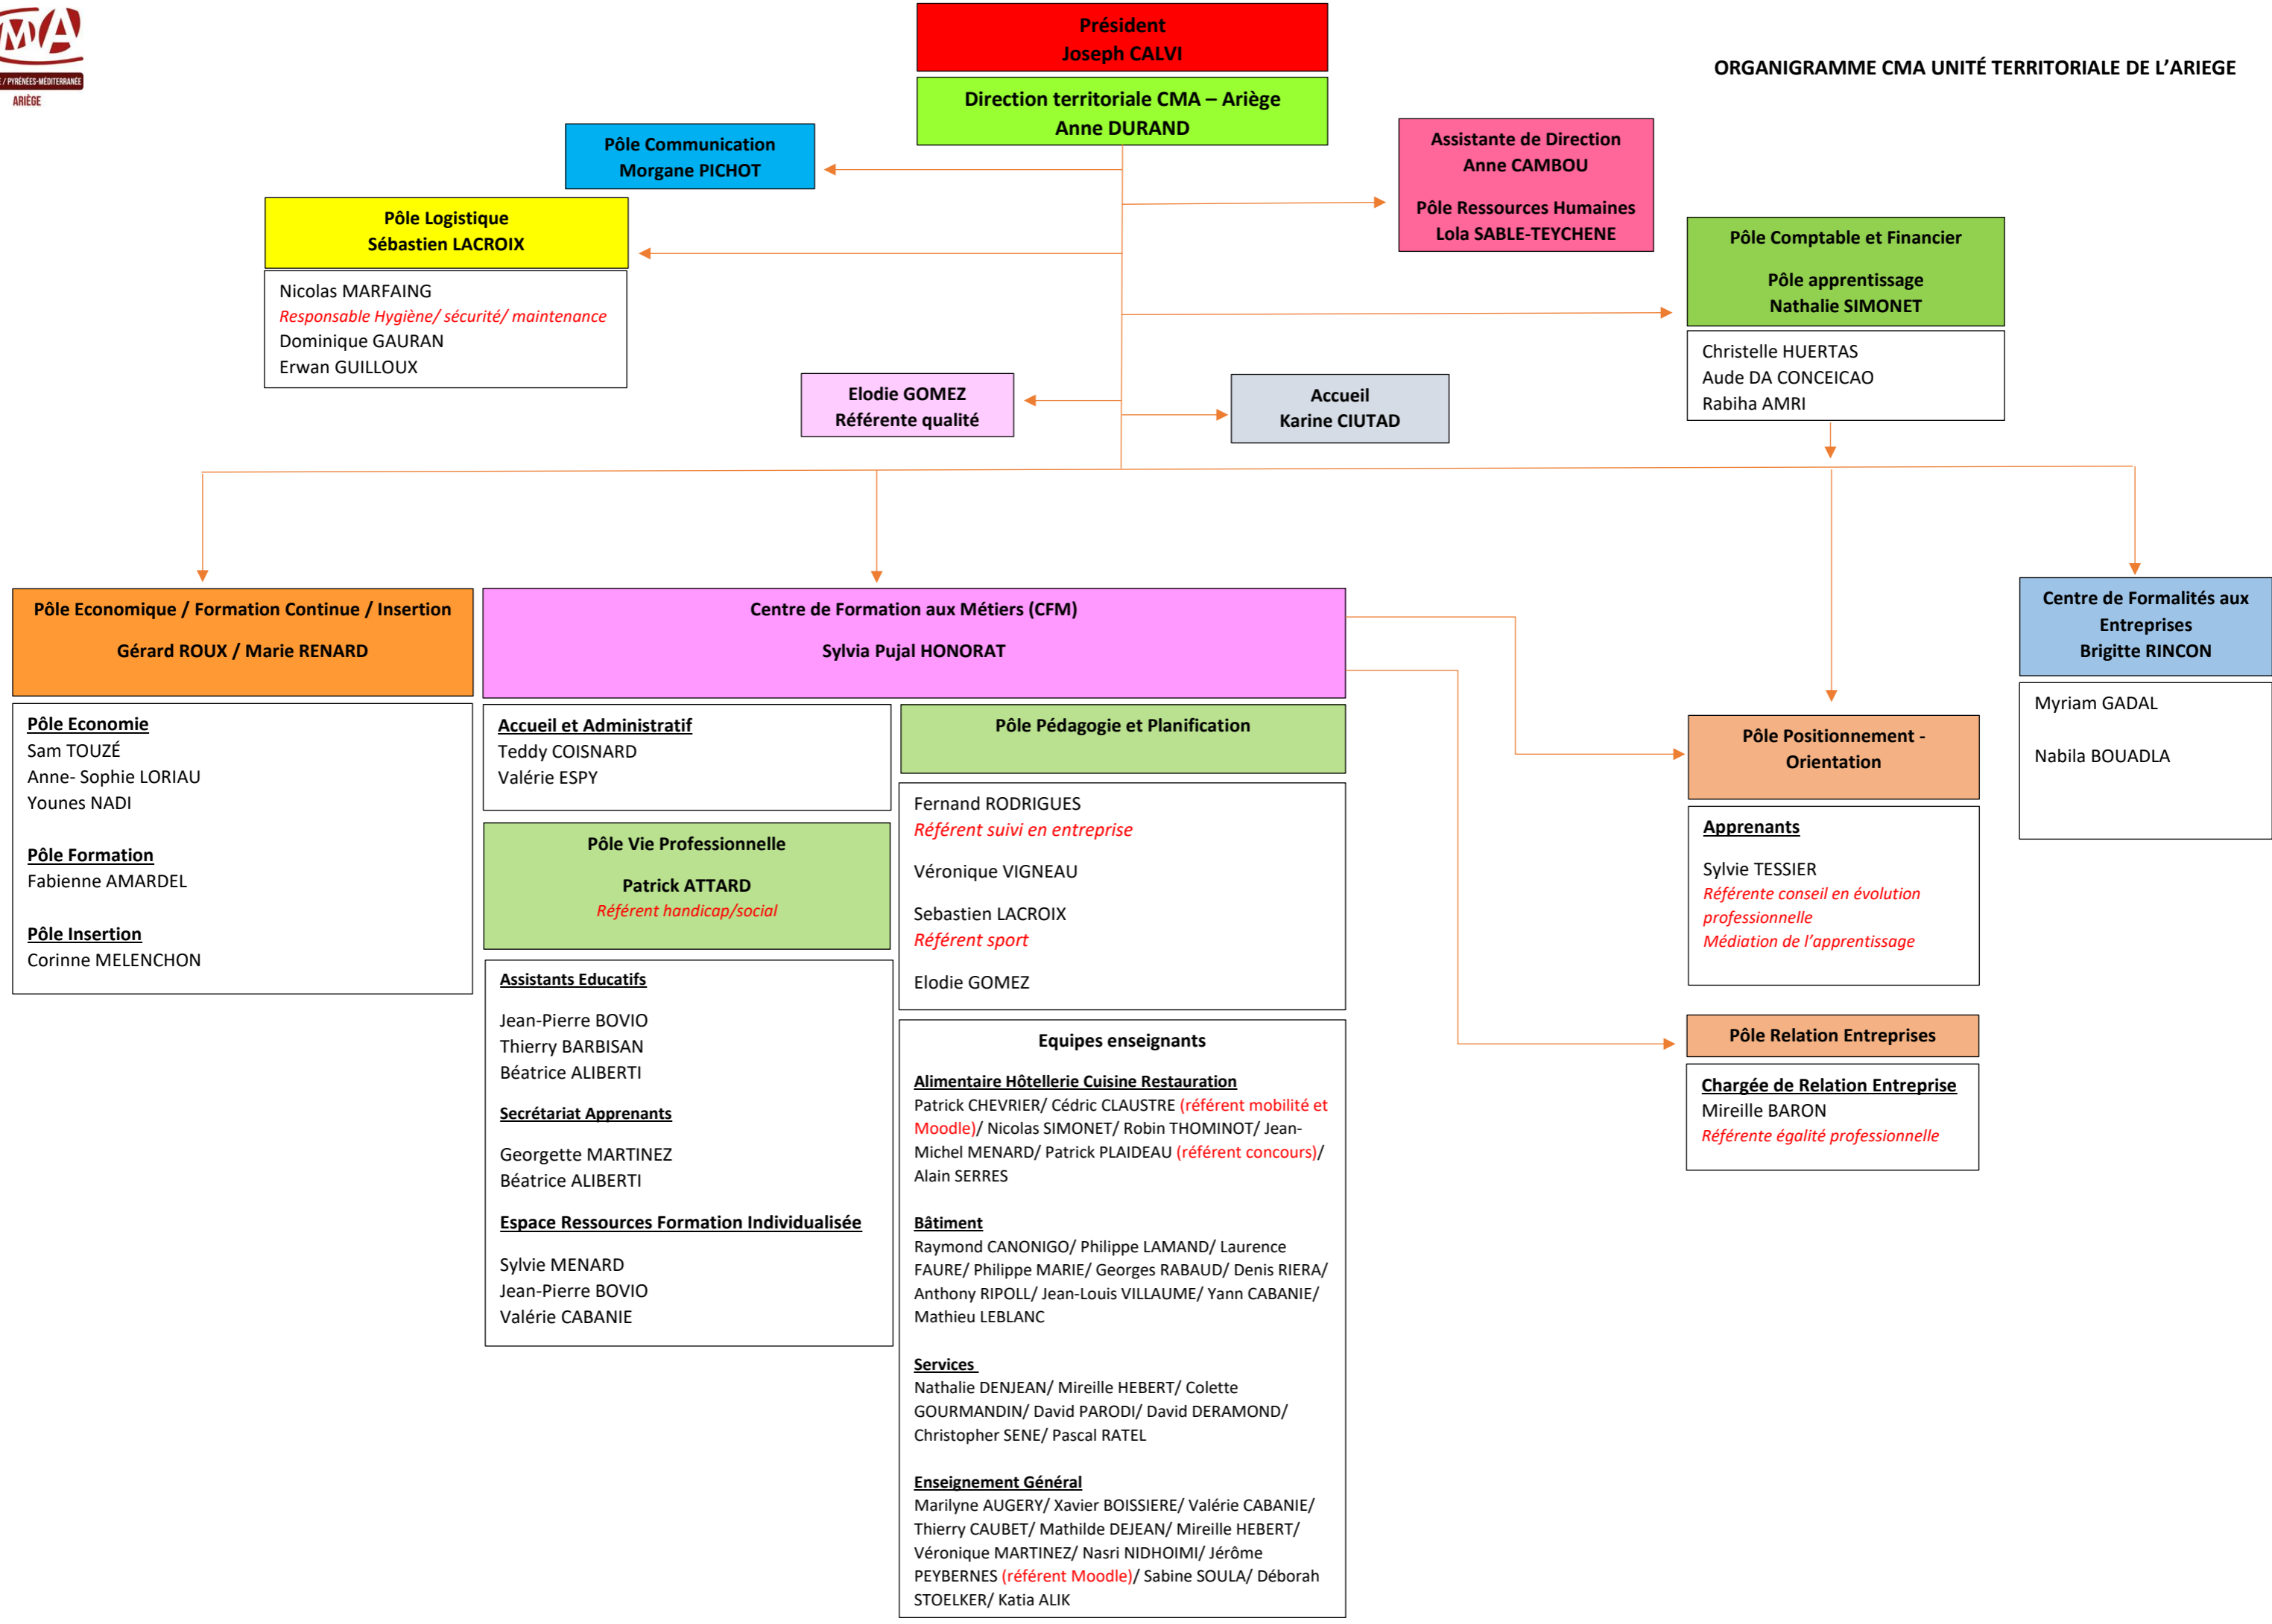 MA
E / PYRÉNÉES-MÉDITERRANÉE
ARIÈGE
Président
Joseph CALVI
ORGANIGRAMME CMA UNITÉ TERRITORIALE DE L’ARIEGE
Direction territoriale CMA – Ariège
Anne DURAND
Pôle Communication
Morgane PICHOT
Assistante de Direction
Anne CAMBOU
Pôle Ressources Humaines
Lola SABLE-TEYCHENE
Pôle Logistique
Sébastien LACROIX
Nicolas MARFAING
Responsable Hygiène/ sécurité/ maintenance
Dominique GAURAN
Erwan GUILLOUX
Pôle Comptable et Financier
Pôle apprentissage
Nathalie SIMONET
Christelle HUERTAS
Aude DA CONCEICAO
Rabiha AMRI
Elodie GOMEZ
Référente qualité
Accueil
Karine CIUTAD
Pôle Economique / Formation Continue / Insertion
Gérard ROUX / Marie RENARD
Pôle Economie
Sam TOUZÉ
Anne- Sophie LORIAU
Younes NADI
Pôle Formation
Fabienne AMARDEL
Pôle Insertion
Corinne MELENCHON
Centre de Formation aux Métiers (CFM)
Sylvia Pujal HONORAT
Accueil et Administratif
Teddy COISNARD
Valérie ESPY
Pôle Vie Professionnelle
Patrick ATTARD
Référent handicap/social
Assistants Educatifs
Jean-Pierre BOVIO
Thierry BARBISAN
Béatrice ALIBERTI
Secrétariat Apprenants
Georgette MARTINEZ
Béatrice ALIBERTI
Espace Ressources Formation Individualisée
Sylvie MENARD
Jean-Pierre BOVIO
Valérie CABANIE
Pôle Pédagogie et Planification
Fernand RODRIGUES
Référent suivi en entreprise
Véronique VIGNEAU
Sebastien LACROIX
Référent sport
Elodie GOMEZ
Equipes enseignants
Alimentaire Hôtellerie Cuisine Restauration
Patrick CHEVRIER/ Cédric CLAUSTRE (référent mobilité et
Moodle)/ Nicolas SIMONET/ Robin THOMINOT/ Jean-
Michel MENARD/ Patrick PLAIDEAU (référent concours)/
Alain SERRES
Bâtiment
Raymond CANONIGO/ Philippe LAMAND/ Laurence
FAURE/ Philippe MARIE/ Georges RABAUD/ Denis RIERA/
Anthony RIPOLL/ Jean-Louis VILLAUME/ Yann CABANIE/
Mathieu LEBLANC
Services
Nathalie DENJEAN/ Mireille HEBERT/ Colette
GOURMANDIN/ David PARODI/ David DERAMOND/
Christopher SENE/ Pascal RATEL
Enseignement Général
Marilyne AUGERY/ Xavier BOISSIERE/ Valérie CABANIE/
Thierry CAUBET/ Mathilde DEJEAN/ Mireille HEBERT/
Véronique MARTINEZ/ Nasri NIDHOIMI/ Jérôme
PEYBERNES (référent Moodle)/ Sabine SOULA/ Déborah
STOELKER/ Katia ALIK
Pôle Positionnement -
Orientation
Apprenants
Sylvie TESSIER
Référente conseil en évolution
professionnelle
Médiation de l’apprentissage
Pôle Relation Entreprises
Chargée de Relation Entreprise
Mireille BARON
Référente égalité professionnelle
Centre de Formalités aux
Entreprises
Brigitte RINCON
Myriam GADAL
Nabila BOUADLA